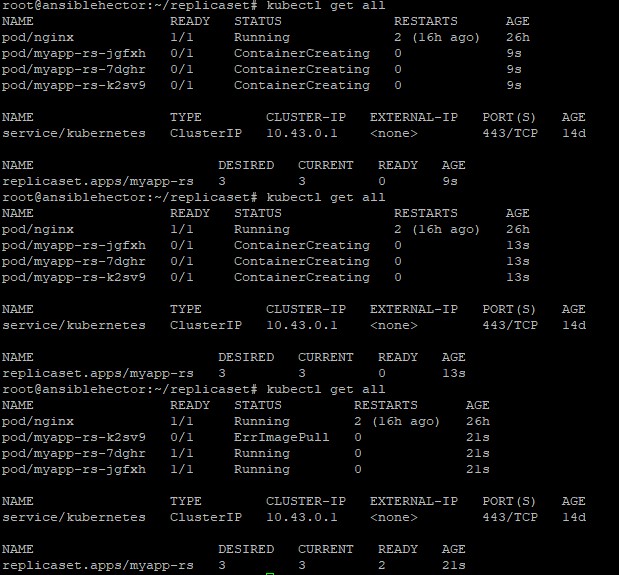 root@ansiblehector:~/replicaset# kubectl get all
NAME READY STATUS RESTARTS AGE
pod/nginx 1/1 Running 2 (16h ago) 26h
pod/myapp-rs-jgfxh 0/1 ContainerCreating 0 9s
pod/myapp-rs-7dghr 0/1 ContainerCreating 0 9s
pod/myapp-rs-k2sv9 0/1 ContainerCreating 0 9s
NAME TYPE CLUSTER-IP EXTERNAL-IP PORT(S) AGE
service/kubernetes ClusterIP 10.43.0.1 <none> 443/TCP 14d
NAME DESIRED CURRENT READY AGE
replicaset.apps/myapp-rs 3 3 0 9s
root@ansiblehector:~/replicaset# kubectl get all
NAME READY STATUS RESTARTS AGE
pod/nginx 1/1 Running 2 (16h ago) 26h
pod/myapp-rs-jgfxh 0/1 ContainerCreating 0 13s
pod/myapp-rs-7dghr 0/1 ContainerCreating 0 13s
pod/myapp-rs-k2sv9 0/1 ContainerCreating 0 13s
NAME TYPE CLUSTER-IP EXTERNAL-IP PORT(S) AGE
service/kubernetes ClusterIP 10.43.0.1 <none> 443/TCP 14d
NAME DESIRED CURRENT READY AGE
replicaset.apps/myapp-rs 3 3 0 13s
root@ansiblehector:~/replicaset# kubectl get all
NAME READY STATUS RESTARTS AGE
pod/nginx 1/1 Running 2 (16h ago) 26h
pod/myapp-rs-k2sv9 0/1 ErrImagePull 0 21s
pod/myapp-rs-7dghr 1/1 Running 0 21s
pod/myapp-rs-jgfxh 1/1 Running 0 21s
NAME TYPE CLUSTER-IP EXTERNAL-IP PORT(S) AGE
service/kubernetes ClusterIP 10.43.0.1 <none> 443/TCP 14d
NAME DESIRED CURRENT READY AGE
replicaset.apps/myapp-rs 3 3 2 21s